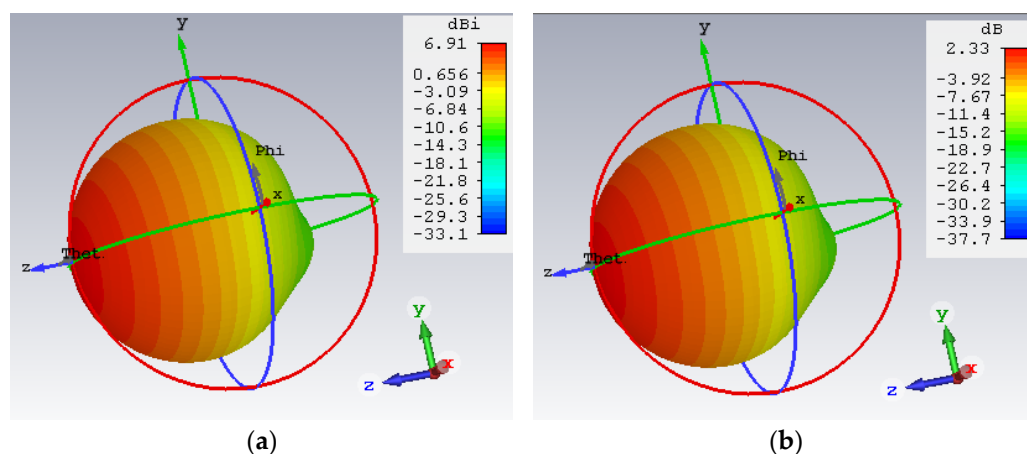 y
dBi
6.91
0.656
-3.09
-6.84
-10.6
-14.3
-18.1
-21.8
-25.6
-29.3
-33.1
Phi
x
Thet.
z
y
z
x
(a)
y
dB
2.33
-3.92
-7.67
-11.4
-15.2
-18.9
-22.7
-26.4
-30.2
-33.9
-37.7
Phi
x
Thet.
z
y
z
x
(b)